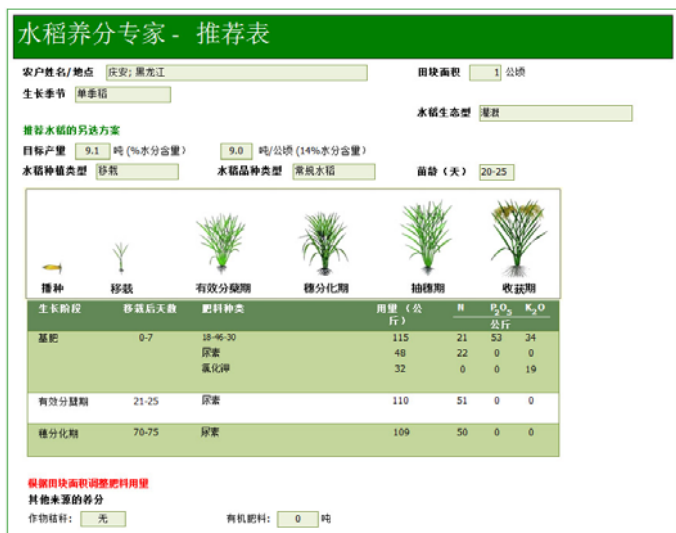 水稻养分专家 - 推荐表
农户姓名/地点 庆安; 黑龙江 田块面积 1 公顷
生长季节 单季稻
水稻生态型 灌溉
推荐水稻的另选方案
目标产量 9.1 吨 (%水分含量) 9.0 吨/公顷 (14%水分含量)
水稻种植类型 移栽 水稻品种类型 常规水稻 苗龄 (天) 20-25
播种 移栽 有效分蘖期 穗分化期 抽穗期 收获期
生长阶段 移栽后天数 肥料种类 用量 (公斤) N P2O5 K2O
公斤
基肥 0-7 18-46-30 115 21 53 34
尿素 48 22 0 0
氯化钾 32 0 0 19
有效分蘖期 21-25 尿素 110 51 0 0
穗分化期 70-75 尿素 109 50 0 0
根据田块面积调整肥料用量
其他来源的养分
作物秸秆: 无 有机肥料: 0 吨